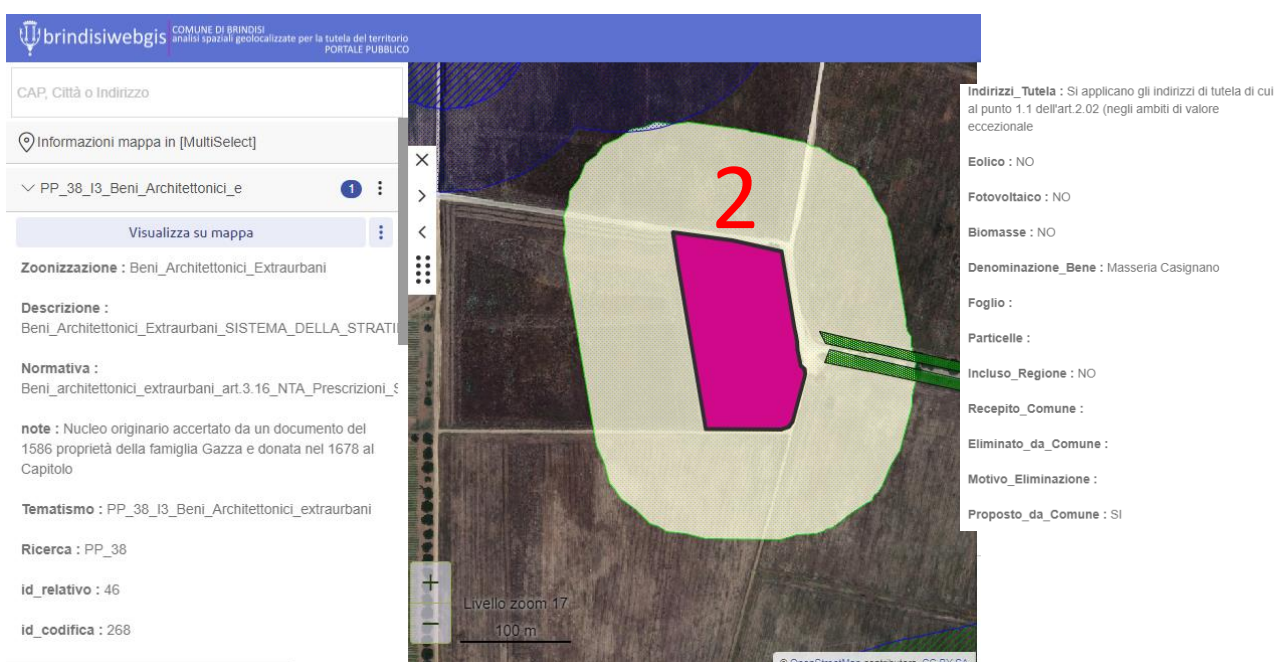 brindisiwebgis
COMUNE DI BRINDISI
analisi spaziali geolocalizzate per la tutela del territorio
PORTALE PUBBLICO
CAP, Città o Indirizzo
Informazioni mappa in [MultiSelect]
PP_38_I3_Beni_Architettonici_e
1
Visualizza su mappa
Zoonizzazione : Beni_Architettonici_Extraurbani
Descrizione :
Beni_Architettonici_Extraurbani_SISTEMA_DELLA_STRATI
Normativa :
Beni_architettonici_extraurbani_art.3.16_NTA_Prescrizioni_S
note : Nucleo originario accertato da un documento del
1586 proprietà della famiglia Gazza e donata nel 1678 al
Capitolo
Tematismo : PP_38_I3_Beni_Architettonici_extraurbani
Ricerca : PP_38
id_relativo : 46
id_codifica : 268
2
+
−
Livello zoom 17
100 m
© OpenStreetMap contributors, CC-BY-SA
Indirizzi_Tutela : Si applicano gli indirizzi di tutela di cui
al punto 1.1 dell'art.2.02 (negli ambiti di valore
eccezionale
Eolico : NO
Fotovoltaico : NO
Biomasse : NO
Denominazione_Bene : Masseria Casignano
Foglio :
Particelle :
Incluso_Regione : NO
Recepito_Comune :
Eliminato_da_Comune :
Motivo_Eliminazione :
Proposto_da_Comune : SI